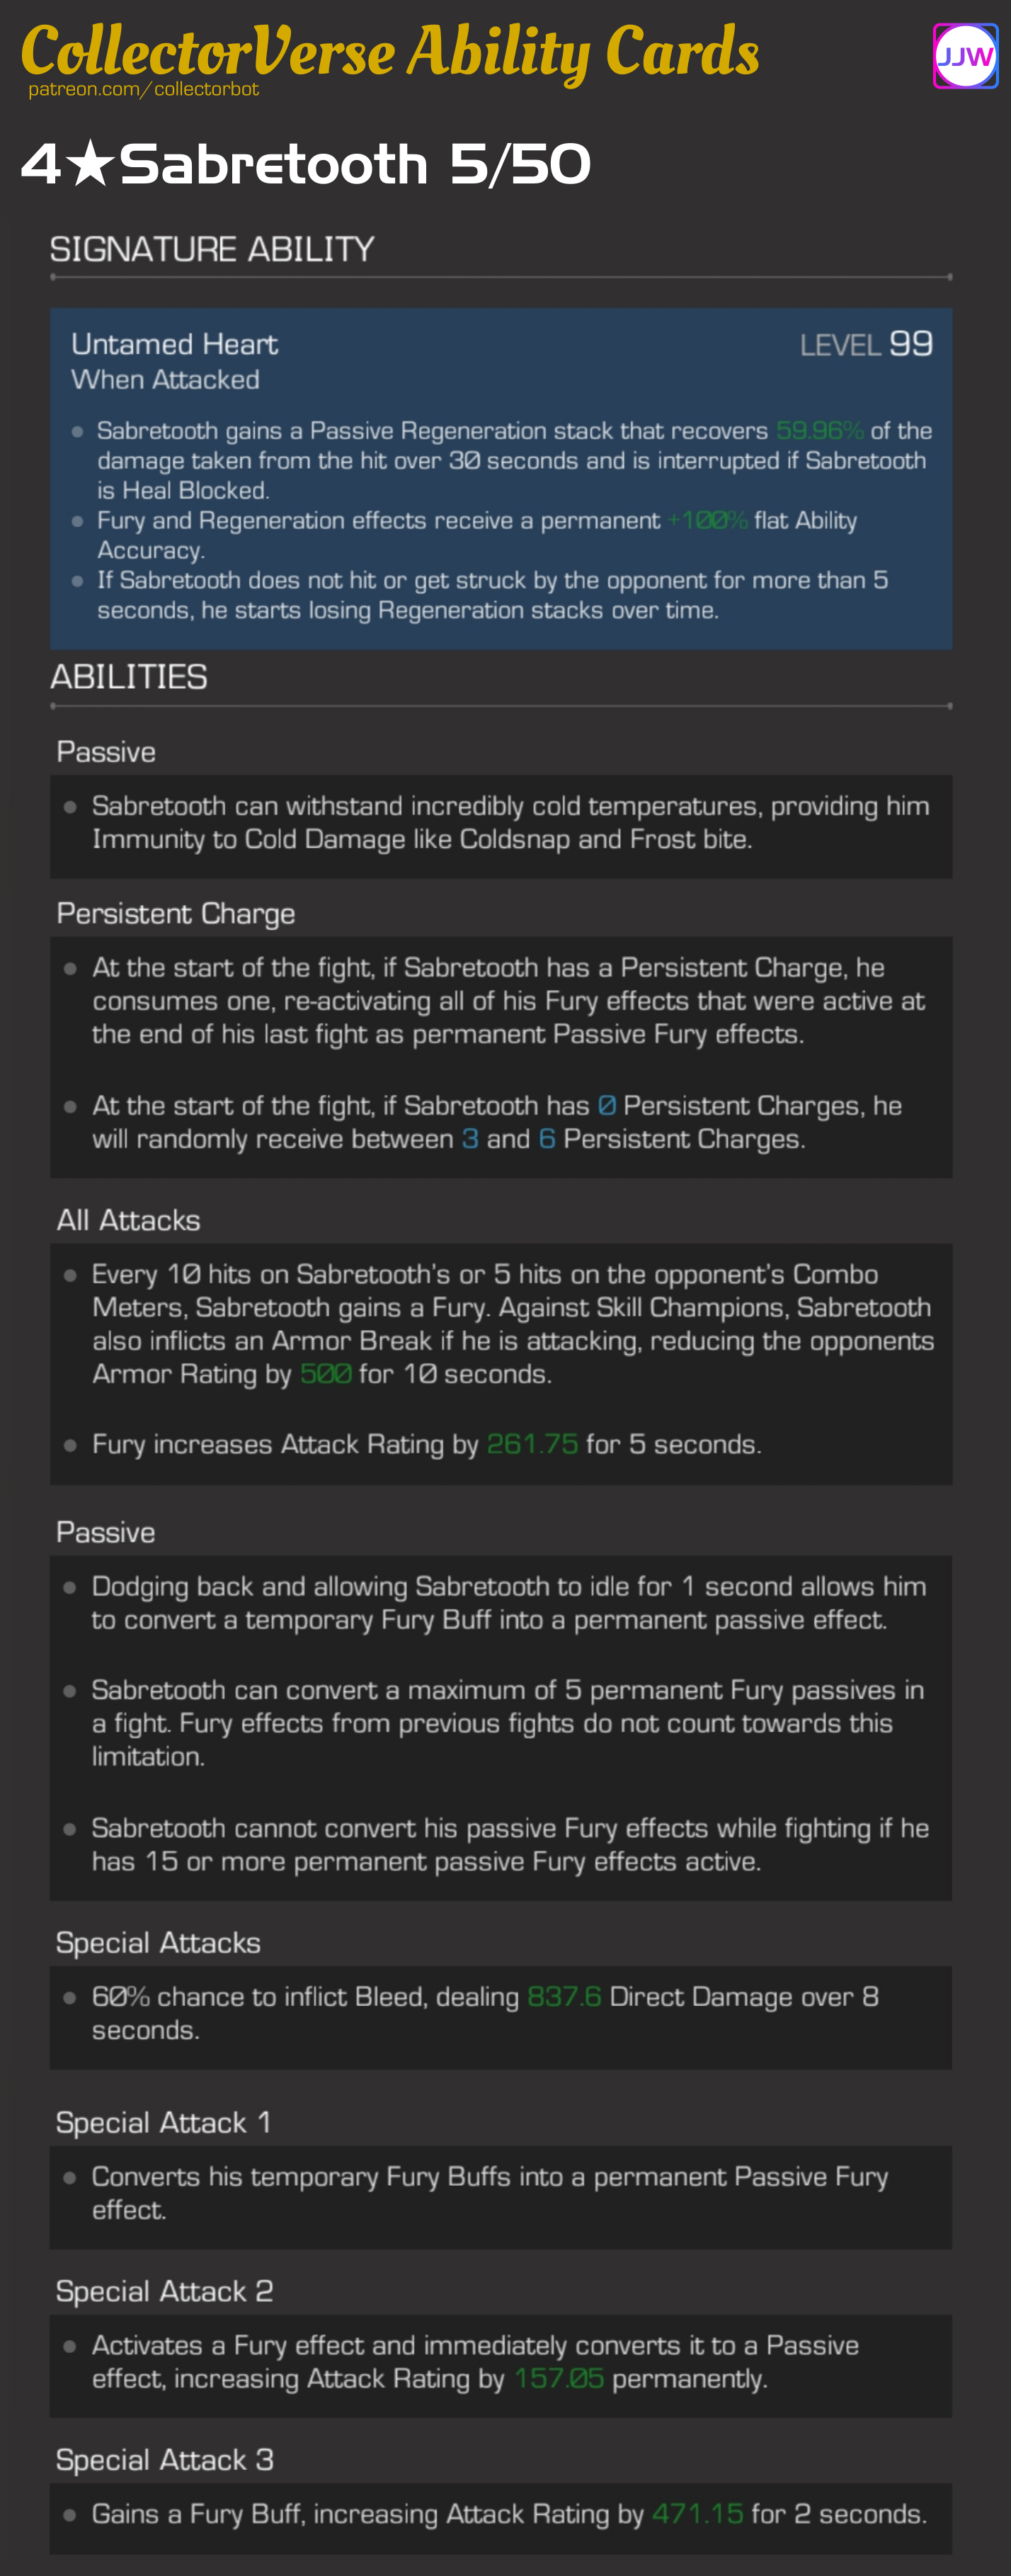 CollectorVerse Ability Cards
JJW
patreon.com/collectorbot
4★Sabretooth 5/50
SIGNATURE ABILITY
Untamed Heart LEVEL 99
When Attacked
Sabretooth gains a Passive Regeneration stack that recovers 59.96% of the
damage taken from the hit over 30 seconds and is interrupted if Sabretooth
is Heal Blocked.
Fury and Regeneration effects receive a permanent +100% flat Ability
Accuracy.
If Sabretooth does not hit or get struck by the opponent for more than 5
seconds, he starts losing Regeneration stacks over time.
ABILITIES
Passive
Sabretooth can withstand incredibly cold temperatures, providing him
Immunity to Cold Damage like Coldsnap and Frost bite.
Persistent Charge
At the start of the fight, if Sabretooth has a Persistent Charge, he
consumes one, re-activating all of his Fury effects that were active at
the end of his last fight as permanent Passive Fury effects.
At the start of the fight, if Sabretooth has 0 Persistent Charges, he
will randomly receive between 3 and 6 Persistent Charges.
All Attacks
Every 10 hits on Sabretooth's or 5 hits on the opponent's Combo
Meters, Sabretooth gains a Fury. Against Skill Champions, Sabretooth
also inflicts an Armor Break if he is attacking, reducing the opponents
Armor Rating by 500 for 10 seconds.
Fury increases Attack Rating by 261.75 for 5 seconds.
Passive
Dodging back and allowing Sabretooth to idle for 1 second allows him
to convert a temporary Fury Buff into a permanent passive effect.
Sabretooth can convert a maximum of 5 permanent Fury passives in
a fight. Fury effects from previous fights do not count towards this
limitation.
Sabretooth cannot convert his passive Fury effects while fighting if he
has 15 or more permanent passive Fury effects active.
Special Attacks
60% chance to inflict Bleed, dealing 837.6 Direct Damage over 8
seconds.
Special Attack 1
Converts his temporary Fury Buffs into a permanent Passive Fury
effect.
Special Attack 2
Activates a Fury effect and immediately converts it to a Passive
effect, increasing Attack Rating by 157.05 permanently.
Special Attack 3
Gains a Fury Buff, increasing Attack Rating by 471.15 for 2 seconds.